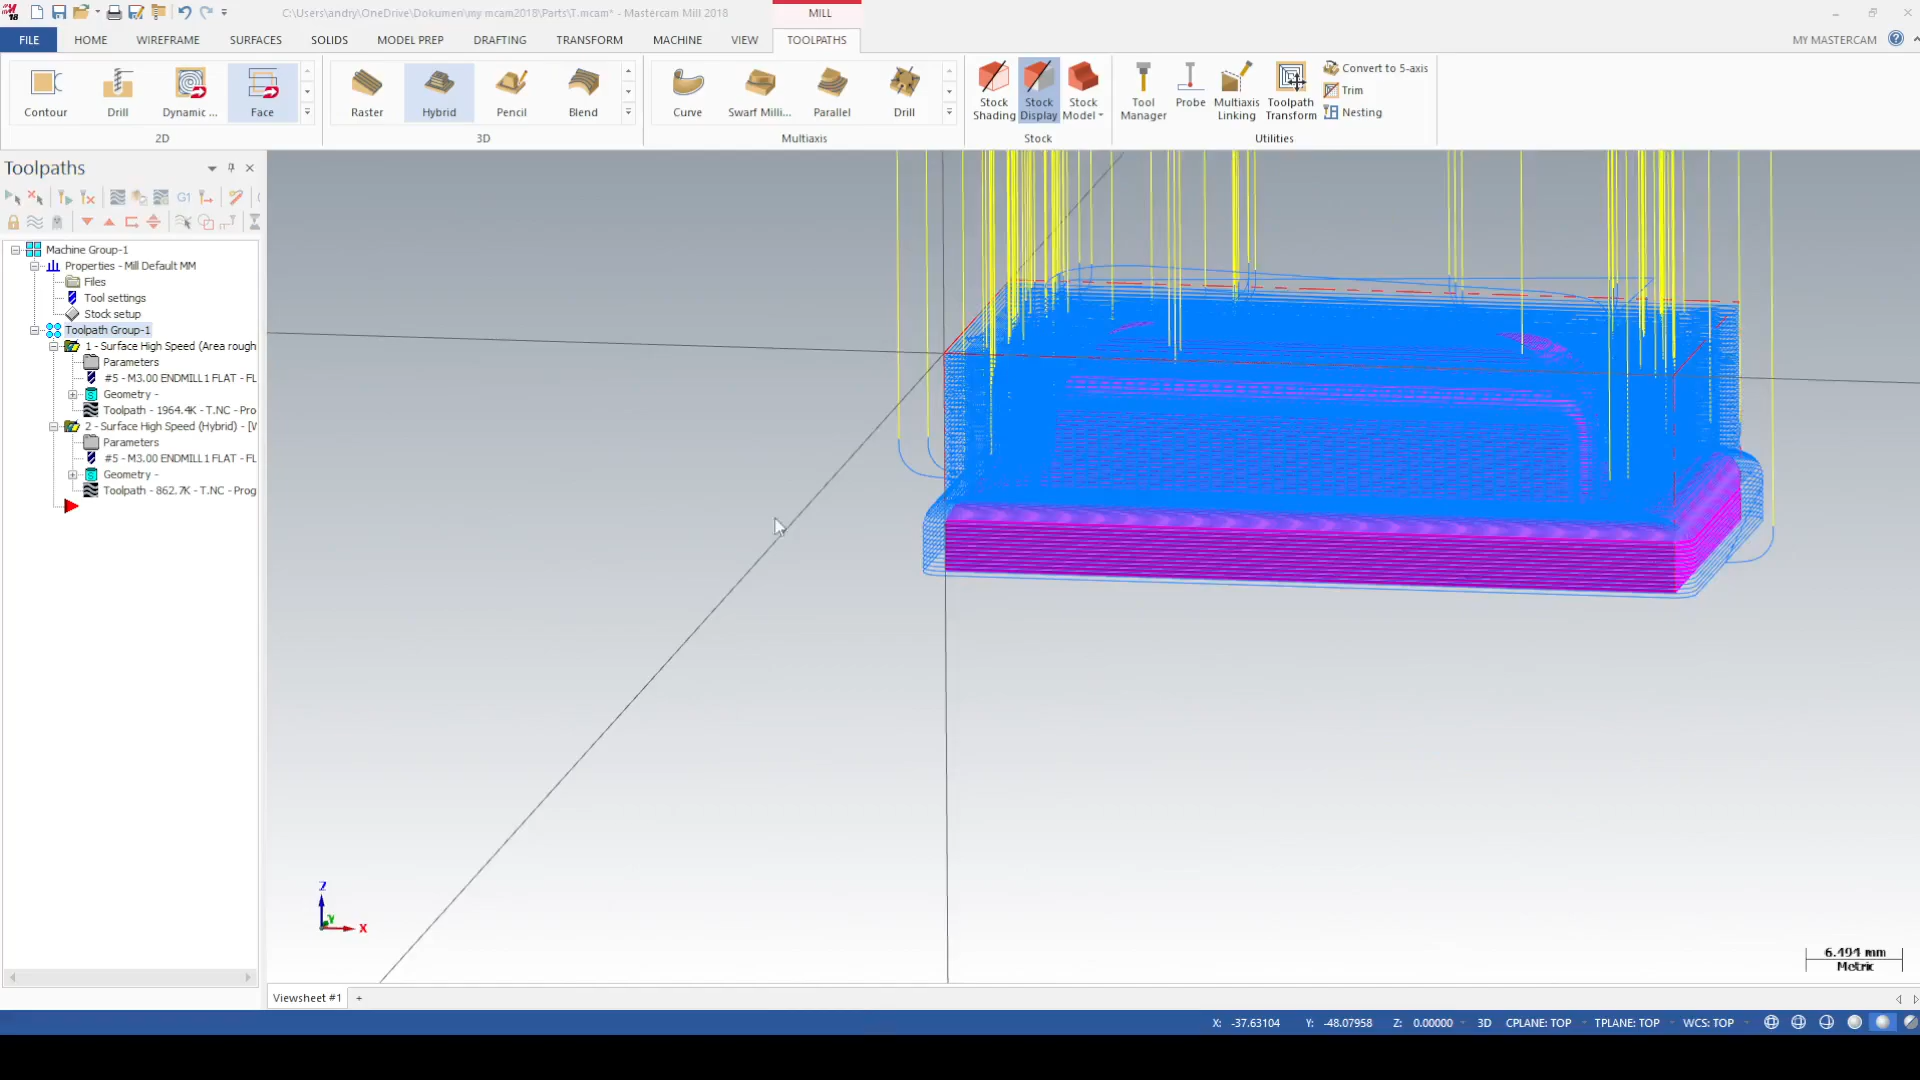 C:\Users\andry\OneDrive\Dokumen\my mcam2018\Parts\T.mcam* - Mastercam Mill 2018
MILL
FILE
HOME
WIREFRAME
SURFACES
SOLIDS
MODEL PREP
DRAFTING
TRANSFORM
MACHINE
VIEW
TOOLPATHS
MY MASTERCAM
Contour
Drill
Dynamic ...
Face
2D
Raster
Hybrid
Pencil
Blend
3D
Curve
Swarf Milli...
Parallel
Drill
Multiaxis
Stock Shading
Stock Display
Stock Model
Stock
Tool Manager
Probe
Multiaxis Linking
Toolpath Transform
Convert to 5-axis
Trim
Nesting
Utilities
Toolpaths
G1
Machine Group-1
Properties - Mill Default MM
Files
Tool settings
Stock setup
Toolpath Group-1
1 - Surface High Speed (Area rough
Parameters
#5 - M3.00 ENDMILL1 FLAT - FL
Geometry -
Toolpath - 1964.4K - T.NC - Pro
2 - Surface High Speed (Hybrid) - [W
Parameters
#5 - M3.00 ENDMILL1 FLAT - FL
Geometry -
Toolpath - 862.7K - T.NC - Prog
Z
Y
X
6.494 mm
Metric
Viewsheet #1
+
X: -37.63104
Y: -48.07958
Z: 0.00000
3D
CPLANE: TOP
TPLANE: TOP
WCS: TOP